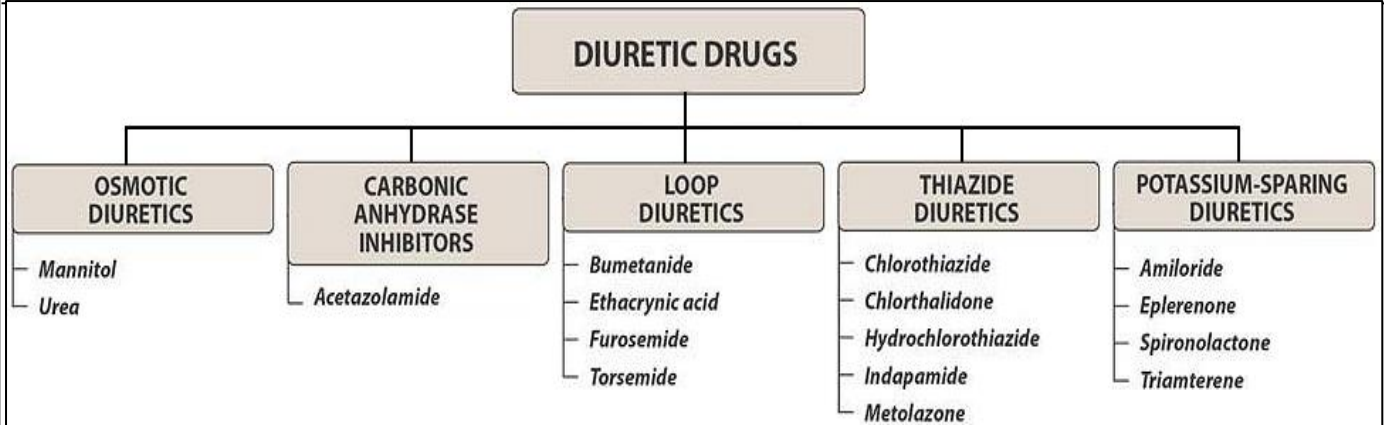 DIURETIC DRUGS
OSMOTIC
DIURETICS
Mannitol
Urea
CARBONIC
ANHYDRASE
INHIBITORS
Acetazolamide
LOOP
DIURETICS
Bumetanide
Ethacrynic acid
Furosemide
Torsemide
THIAZIDE
DIURETICS
Chlorothiazide
Chlorthalidone
Hydrochlorothiazide
Indapamide
Metolazone
POTASSIUM-SPARING
DIURETICS
Amiloride
Eplerenone
Spironolactone
Triamterene